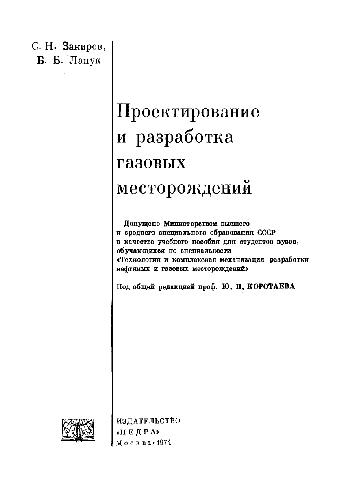 С. Н. Закиров,
Б. Б. Лапук
Проектирование
и разработка
газовых
месторождений
Допущено Министерством высшего
и среднего специального образования СССР
в качестве учебного пособия для студентов вузов,
обучающихся по специальности
«Технология и комплексная механизация разработки
нефтяных и газовых месторождений»
Под общей редакцией проф. Ю. П. КОРОТАЕВА
ИЗДАТЕЛЬСТВО
«НЕДРА»
Москва 1974